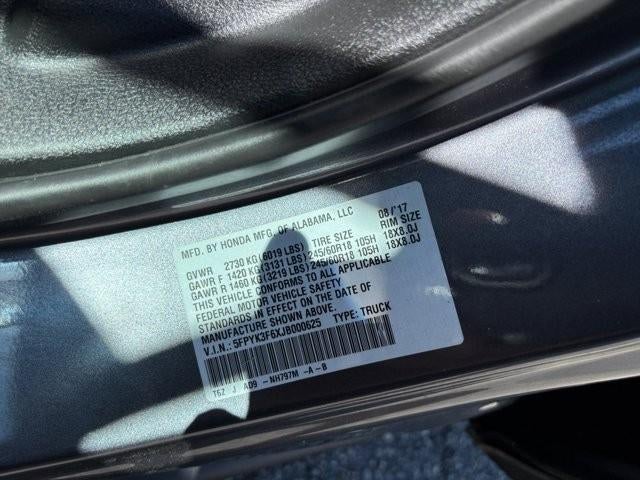 MFD. BY HONDA MFG. OF ALABAMA, LLC 08/'17
TIRE SIZE RIM SIZE
GVWR 2730 KG(6019 LBS)
GAWR F 1420 KG(3131 LBS) 245/60R18 105H 18X8.0J
GAWR R 1460 KG(3219 LBS) 245/60R18 105H 18X8.0J
THIS VEHICLE CONFORMS TO ALL APPLICABLE
FEDERAL MOTOR VEHICLE SAFETY
STANDARDS IN EFFECT ON THE DATE OF
MANUFACTURE SHOWN ABOVE.
V.I.N.: 5FPYK3F6XJB000625 TYPE: TRUCK
T6Z J AD9 -NH797M -A -B